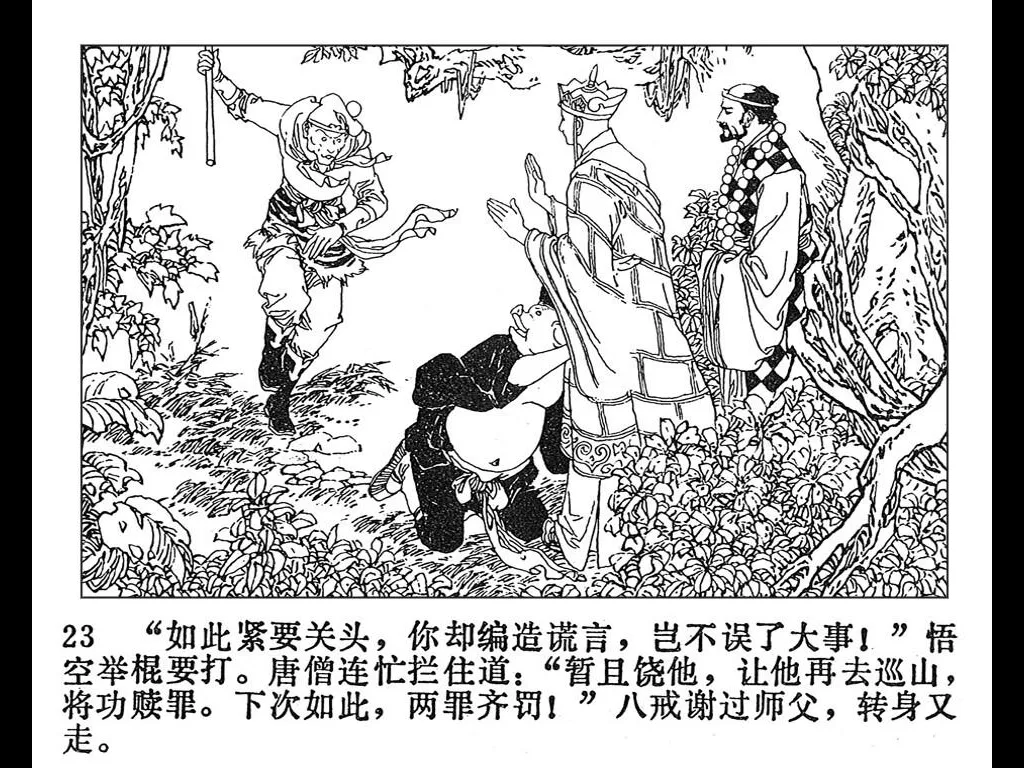 23 “如此紧要关头，你却编造谎言，岂不误了大事！”悟
空举棍要打。唐僧连忙拦住道：“暂且饶他，让他再去巡山，
将功赎罪。下次如此，两罪齐罚！”八戒谢过师父，转身又
走。